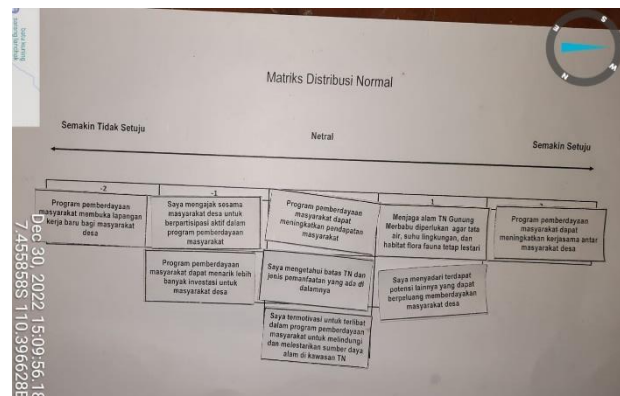 Matriks Distribusi Normal
Semakin Tidak Setuju
Netral
Semakin Setuju
-2
-1
1
Program pemberdayaan
masyarakat membuka lapangan
kerja baru bagi masyarakat
desa
Saya mengajak sesama
masyarakat desa untuk
berpartisipasi aktif dalam
program pemberdayaan
masyarakat
Program pemberdayaan
masyarakat dapat
meningkatkan pendapatan
masyarakat
Menjaga alam TN Gunung
Merbabu diperlukan agar tata
air, suhu lingkungan, dan
habitat flora fauna tetap lestari
Program pemberdayaan
masyarakat dapat
meningkatkan kerjasama antar
masyarakat desa
Program pemberdayaan
masyarakat dapat menarik lebih
banyak investasi untuk
masyarakat desa
Saya mengetahui batas TN dan
jenis pemanfaatan yang ada di
dalamnya
Saya menyadari terdapat
potensi lainnya yang dapat
berpeluang memberdayakan
masyarakat desa
Saya termotivasi untuk terlibat
dalam program pemberdayaan
masyarakat untuk melindungi
dan melestarikan sumber daya
alam di kawasan TN
Dec 30, 2022 15:09:56.18
7.455868S 110.396628E
S
E
W
N